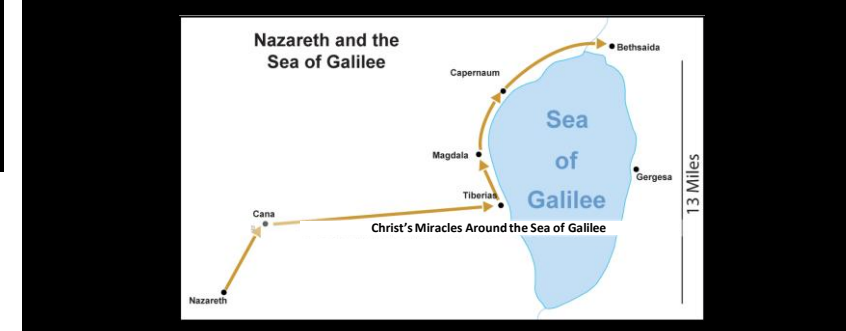 Nazareth and the
Sea of Galilee
Bethsaida
Capernaum
Sea
of
Galilee
Magdala
Gergesa
13 Miles
Tiberias
Cana
Christ's Miracles Around the Sea of Galilee
Nazareth